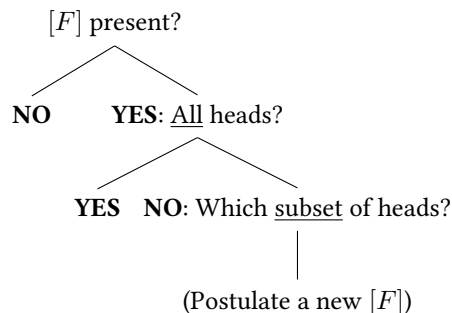 [F] present?
NO YES: All heads?
YES NO: Which subset of heads?
(Postulate a new [F])